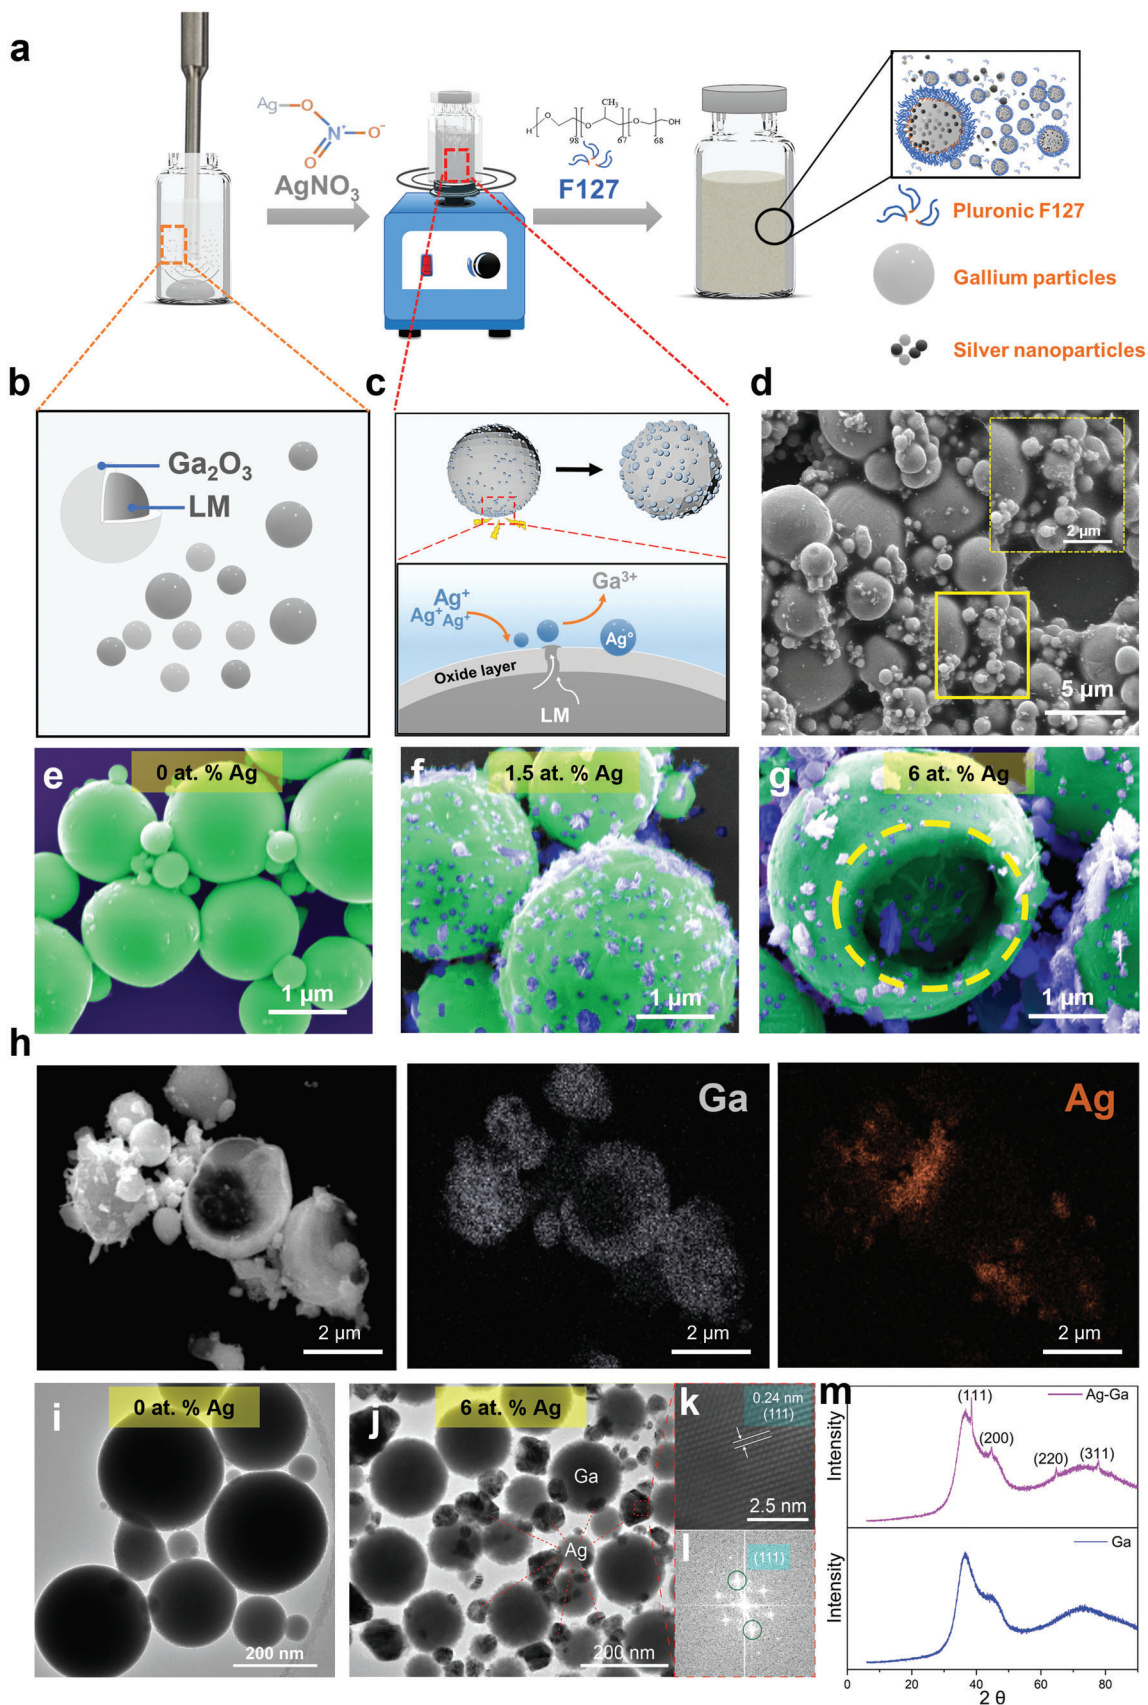 a
Ag
O
N+
O-
O
AgNO3
CH3
H
O
98
O
67
O
OH
68
F127
Pluronic F127
Gallium particles
Silver nanoparticles
b
Ga2O3
LM
c
Ga3+
Ag+
Ag+Ag+
Ag°
Oxide layer
LM
d
2 µm
5 µm
e
0 at. % Ag
1 µm
f
1.5 at. % Ag
1 µm
g
6 at. % Ag
1 µm
h
2 µm
Ga
2 µm
Ag
2 µm
i
0 at. % Ag
200 nm
j
6 at. % Ag
Ga
Ag
200 nm
k
0.24 nm
(111)
2.5 nm
l
(111)
m
Intensity
(111)
(200)
(220)
(311)
Ag-Ga
Intensity
Ga
0 20 40 60 80
2 θ